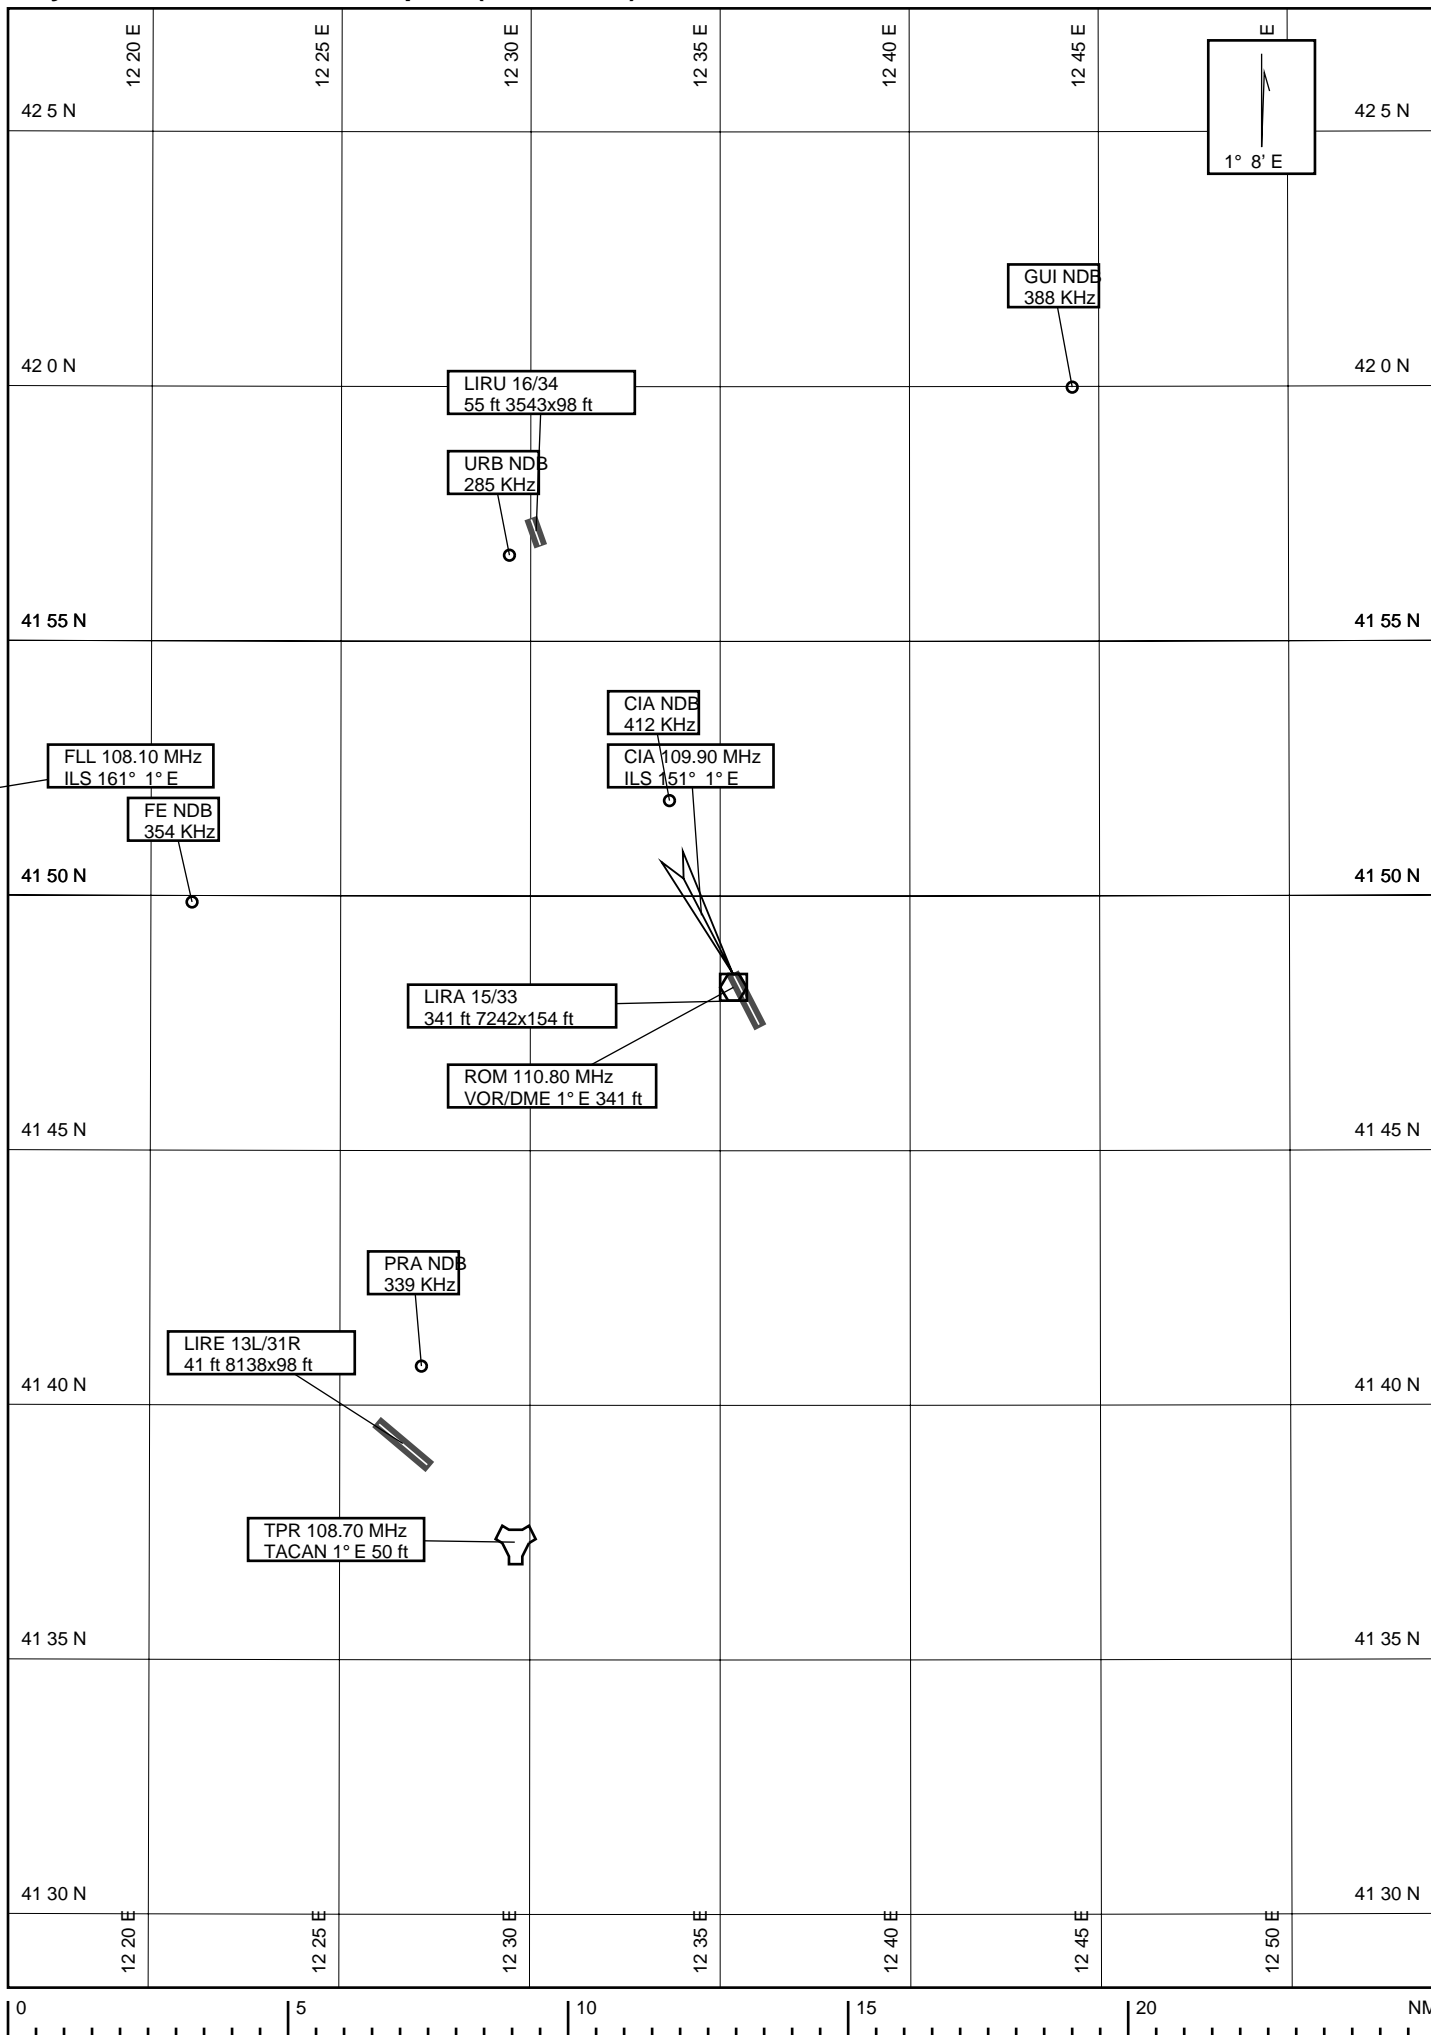 12 20 E
12 25 E
12 30 E
12 35 E
12 40 E
12 45 E
E
1° 8' E
42 5 N
42 5 N
GUI NDB
388 KHz
42 0 N
42 0 N
LIRU 16/34
55 ft 3543x98 ft
URB NDB
285 KHz
41 55 N
41 55 N
CIA NDB
412 KHz
FLL 108.10 MHz
ILS 161° 1° E
CIA 109.90 MHz
ILS 151° 1° E
FE NDB
354 KHz
41 50 N
41 50 N
LIRA 15/33
341 ft 7242x154 ft
ROM 110.80 MHz
VOR/DME 1° E 341 ft
41 45 N
41 45 N
PRA NDB
339 KHz
LIRE 13L/31R
41 ft 8138x98 ft
41 40 N
41 40 N
TPR 108.70 MHz
TACAN 1° E 50 ft
41 35 N
41 35 N
41 30 N
41 30 N
12 20 E
12 25 E
12 30 E
12 35 E
12 40 E
12 45 E
12 50 E
0
5
10
15
20
NM